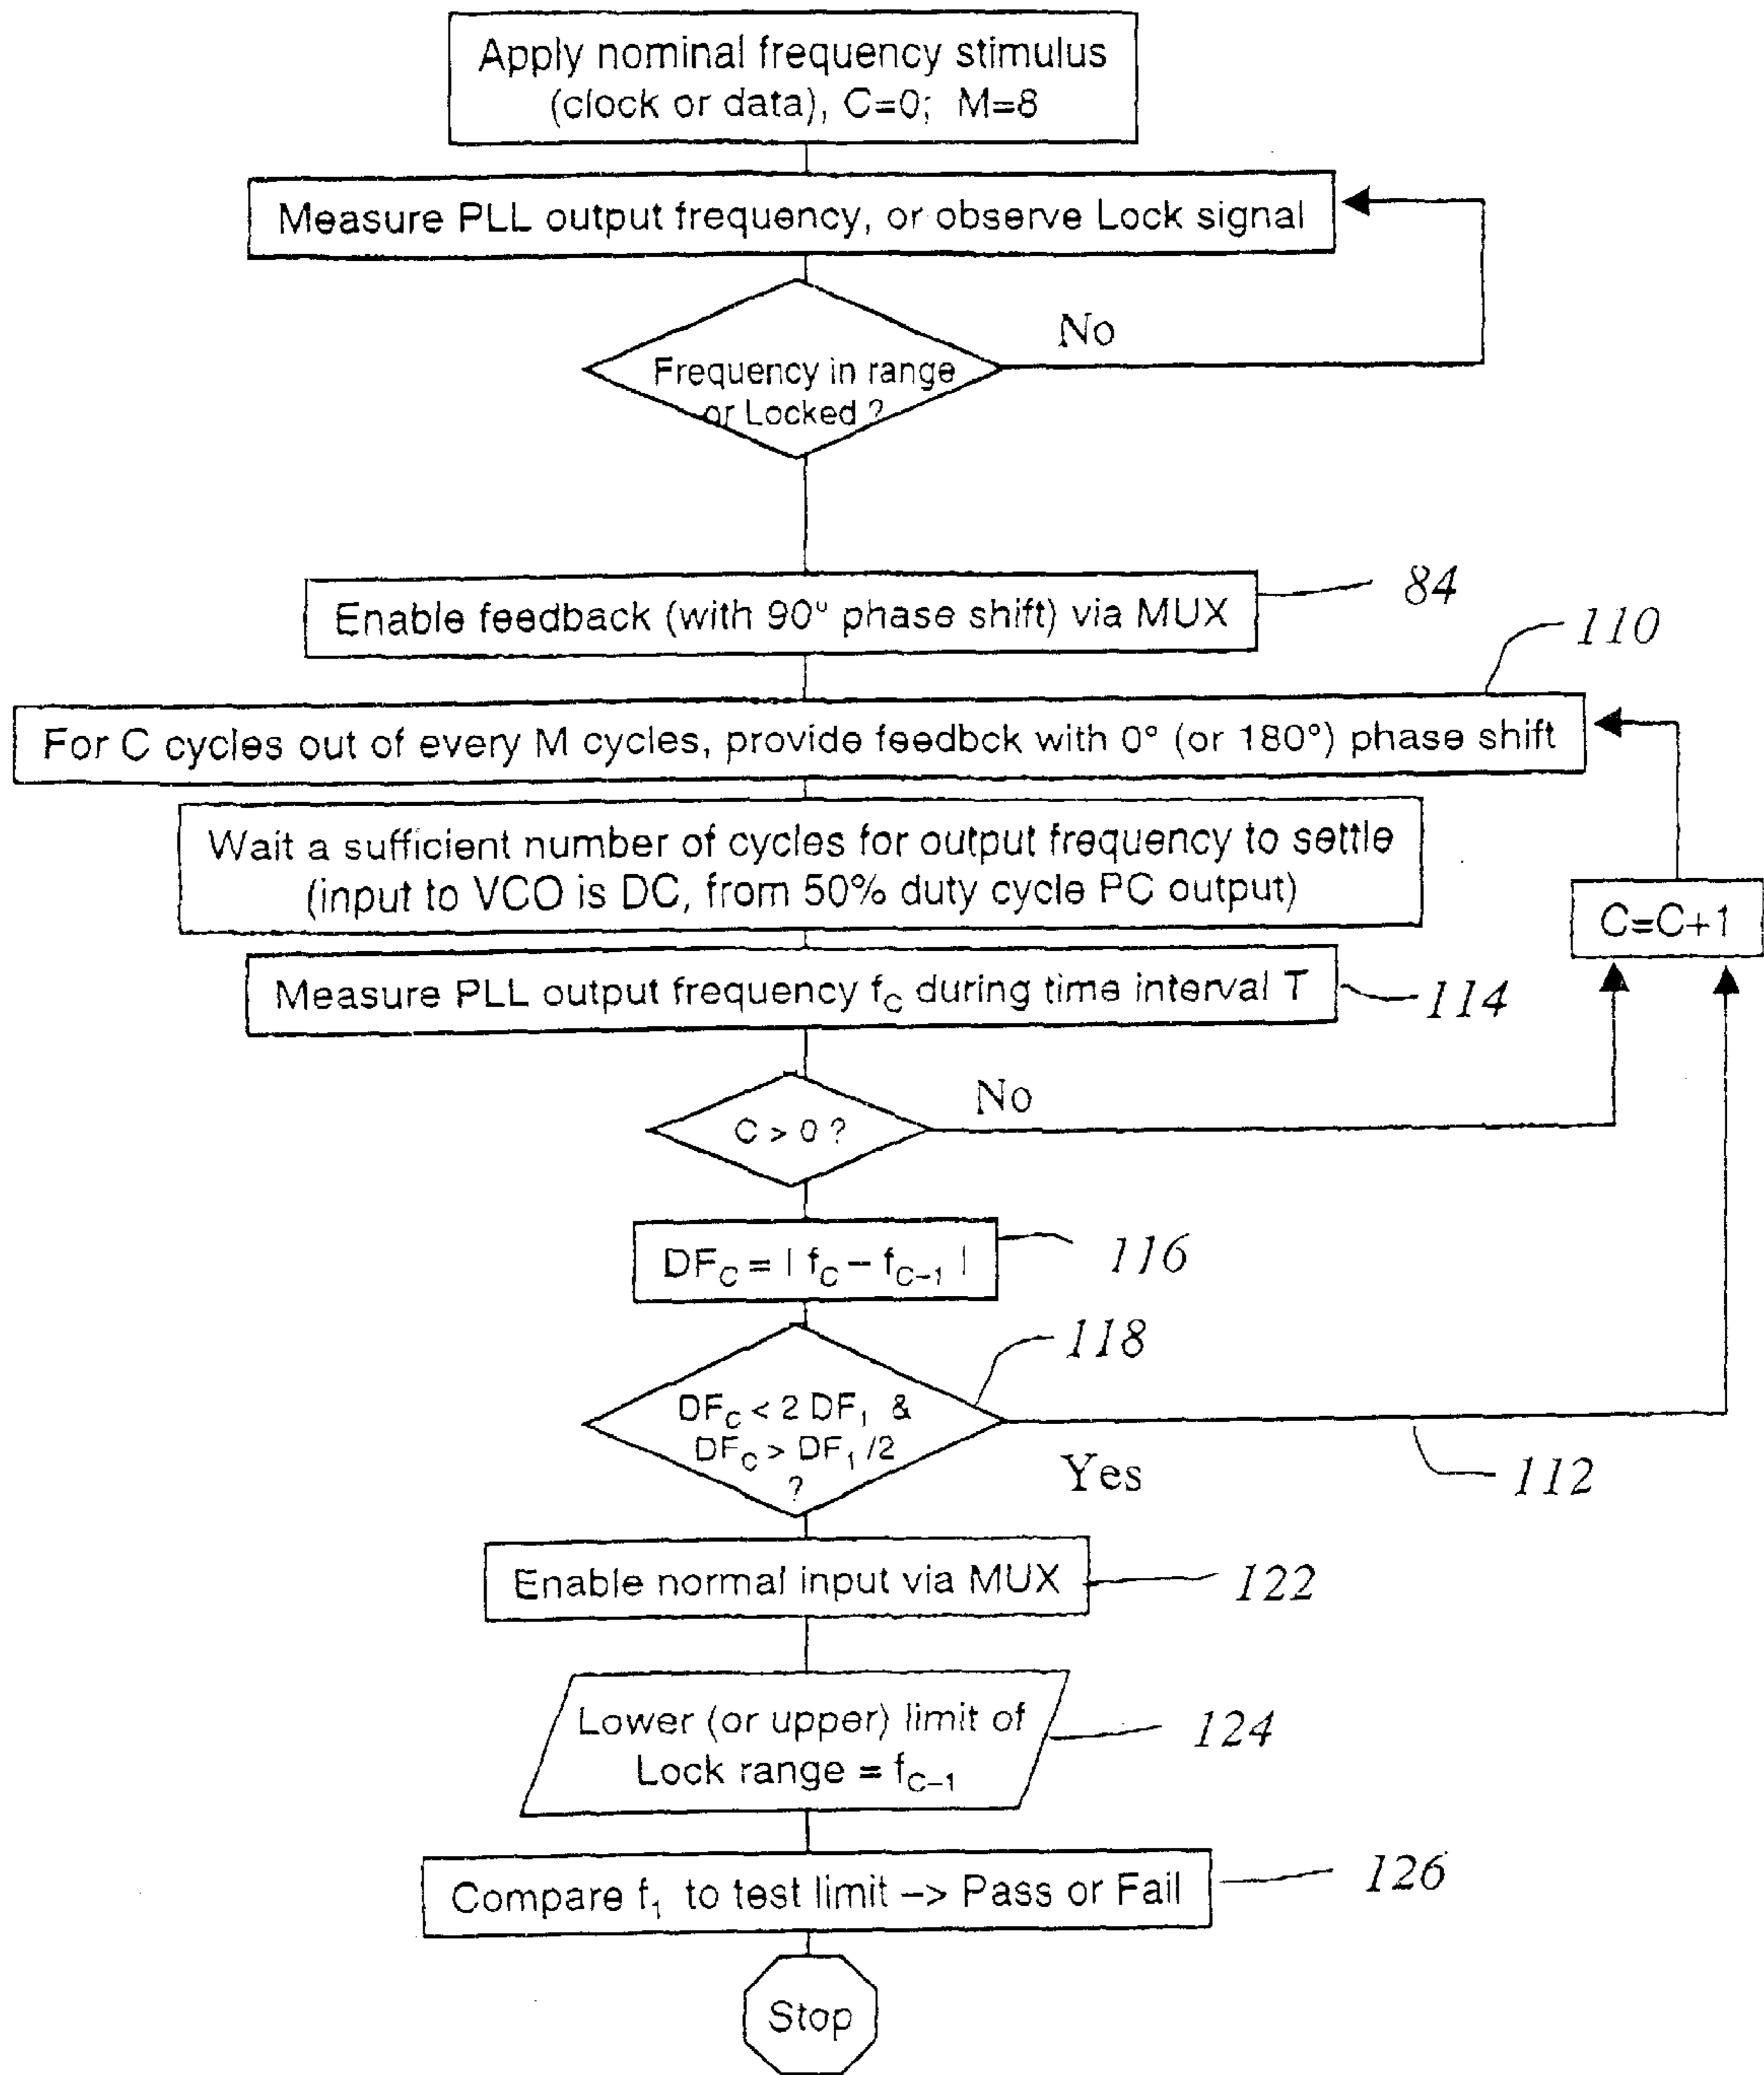 Apply nominal frequency stimulus
(clock or data), C=0; M=8
Measure PLL output frequency, or observe Lock signal
No
Frequency in range
or Locked ?
84
Enable feedback (with 90° phase shift) via MUX
110
For C cycles out of every M cycles, provide feedbck with 0° (or 180°) phase shift
Wait a sufficient number of cycles for output frequency to settle
(input to VCO is DC, from 50% duty cycle PC output)
C=C+1
Measure PLL output frequency fC during time interval T
114
No
C > 0 ?
DFC = | fC – fC–1 |
116
118
DFC < 2 DF1 &
DFC > DF1 /2
?
Yes
112
Enable normal input via MUX
122
Lower (or upper) limit of
Lock range = fC–1
124
Compare f1 to test limit –> Pass or Fail
126
Stop